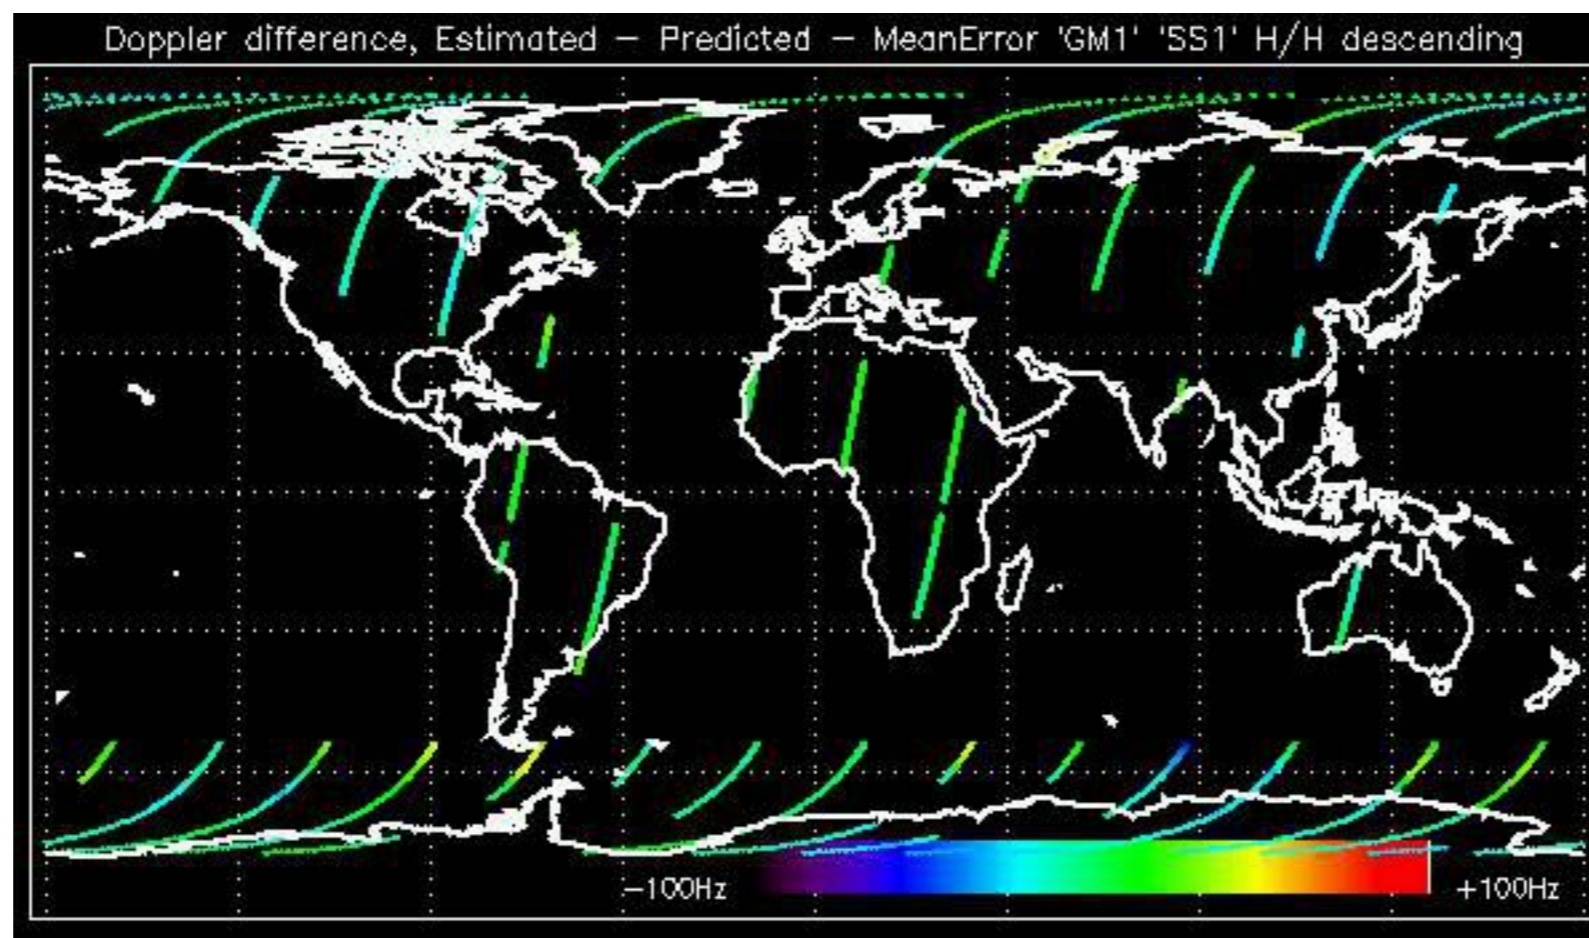 Doppler difference, Estimated - Predicted - MeanError 'GM1' 'SS1' H/H descending
-100Hz
+100Hz